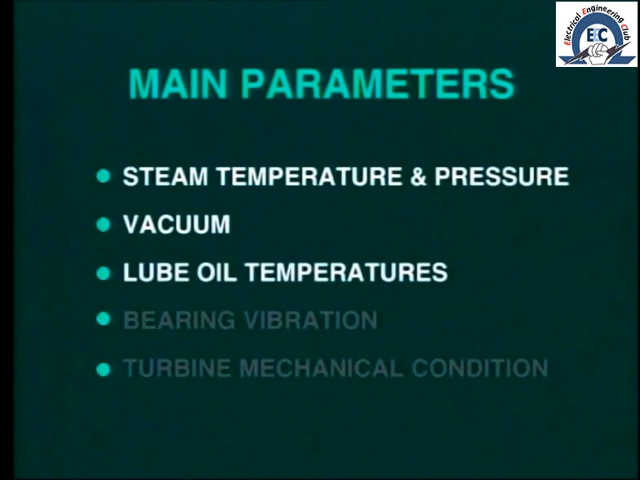 Electrical Engineering Club
EEC
MAIN PARAMETERS
STEAM TEMPERATURE & PRESSURE
VACUUM
LUBE OIL TEMPERATURES
BEARING VIBRATION
TURBINE MECHANICAL CONDITION